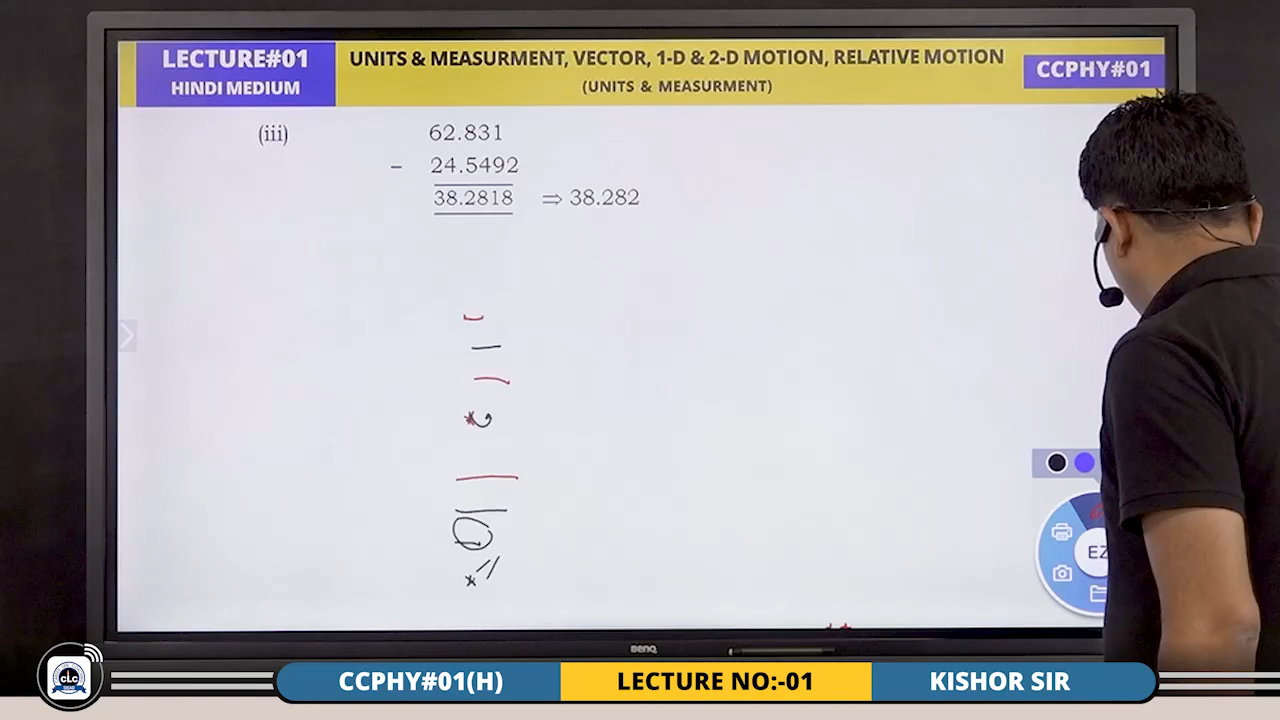 LECTURE#01
HINDI MEDIUM
UNITS & MEASURMENT, VECTOR, 1-D & 2-D MOTION, RELATIVE MOTION
(UNITS & MEASURMENT)
CCPHY#01
(iii) 62.831
– 24.5492
38.2818 ⇒ 38.282
EZ
BENQ
CLC
CCPHY#01(H)
LECTURE NO:-01
KISHOR SIR